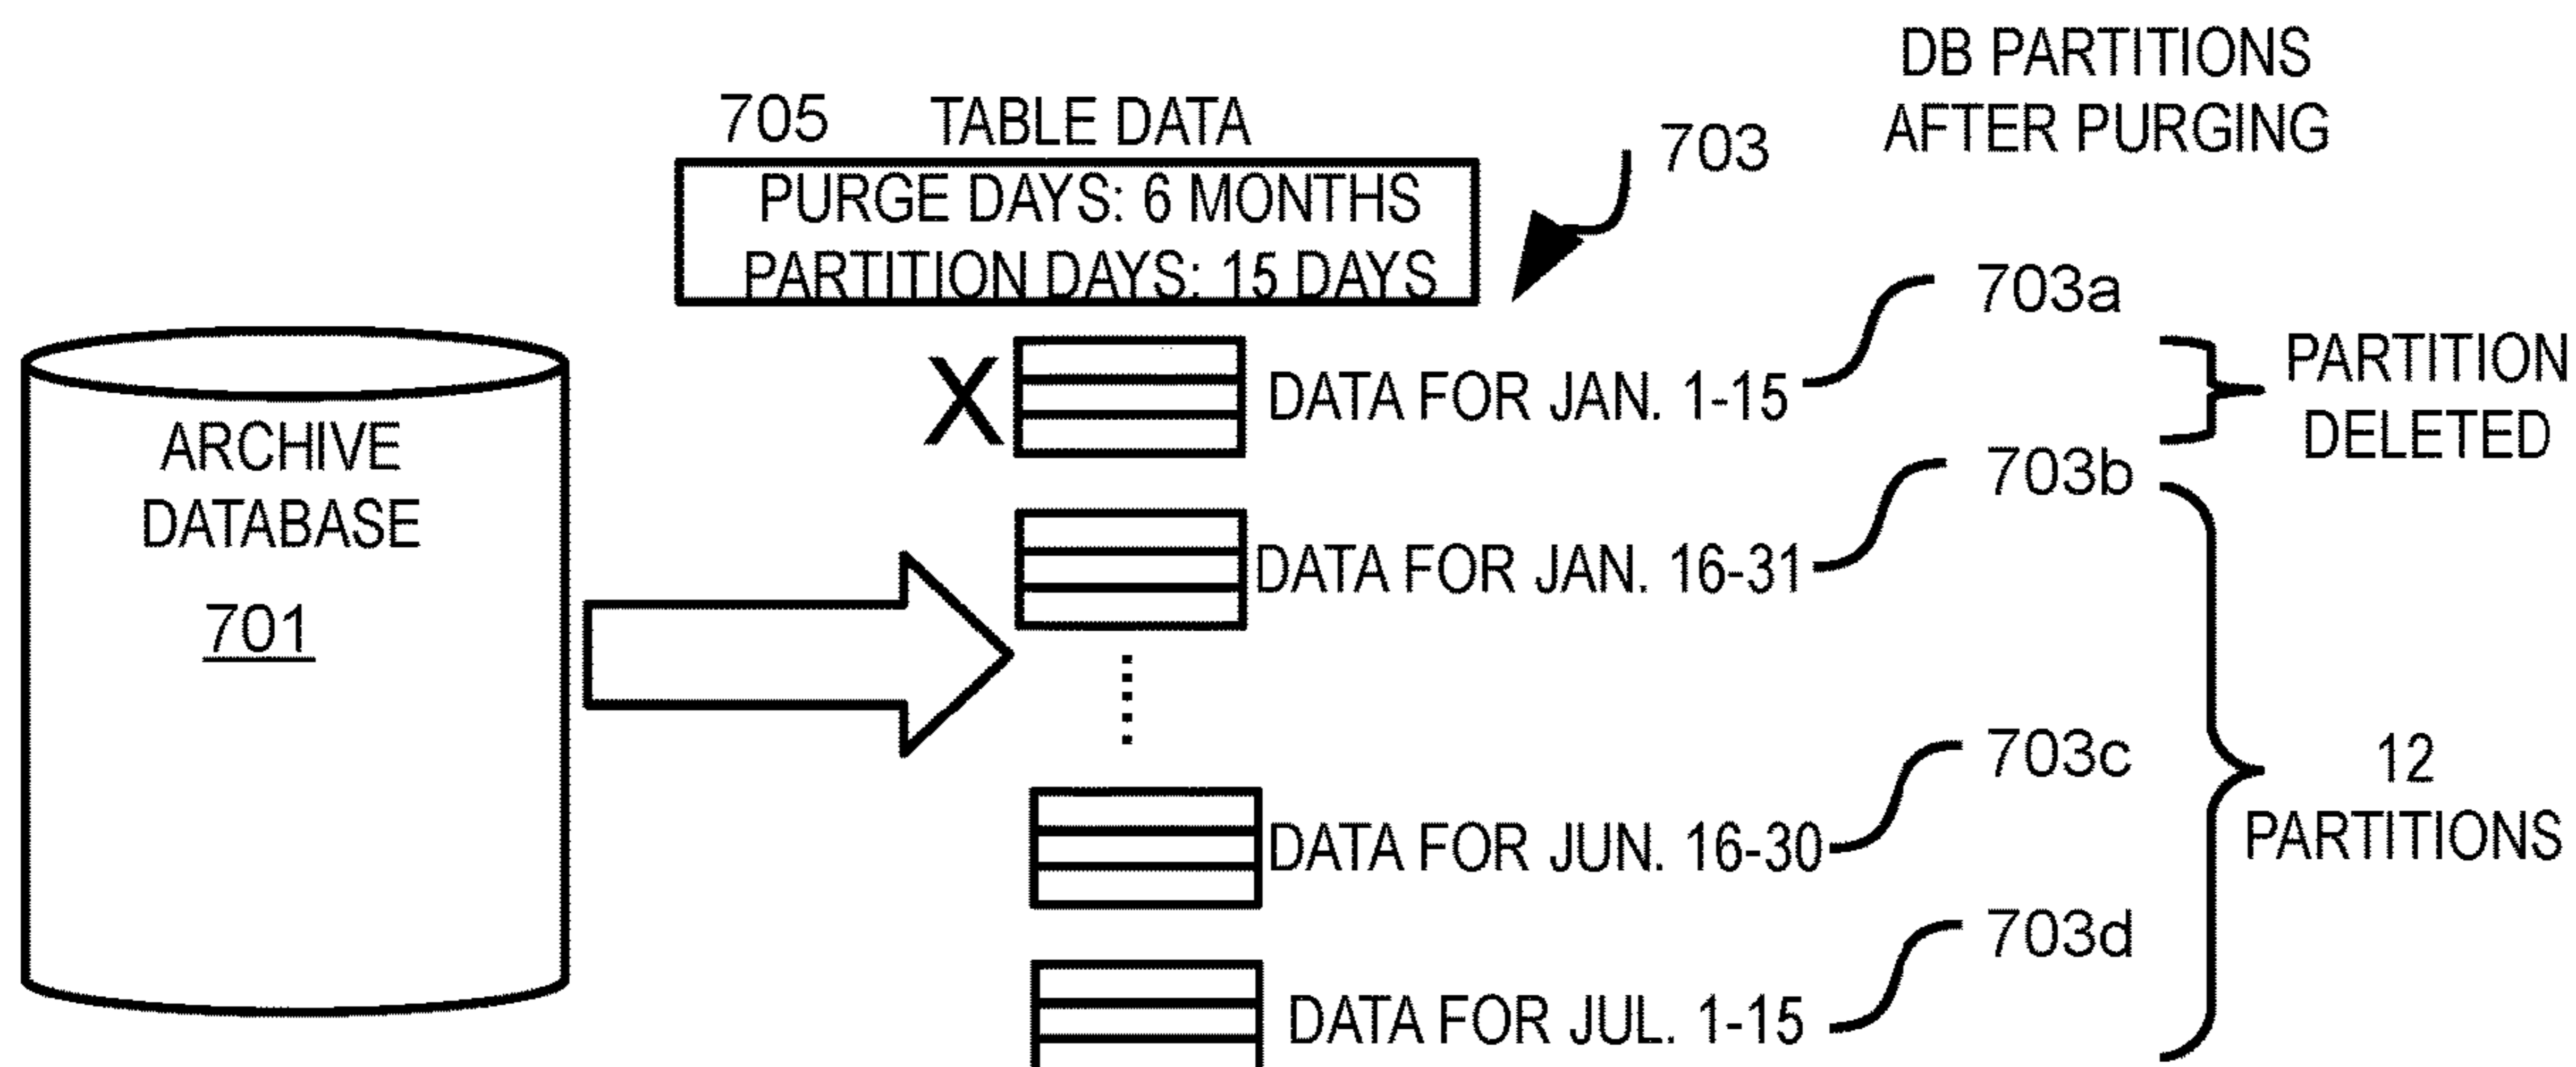 DB PARTITIONS
AFTER PURGING
705 TABLE DATA
703
PURGE DAYS: 6 MONTHS
PARTITION DAYS: 15 DAYS
703a
DATA FOR JAN. 1-15
PARTITION
DELETED
X
ARCHIVE
DATABASE
701
703b
DATA FOR JAN. 16-31
703c
DATA FOR JUN. 16-30
12
PARTITIONS
703d
DATA FOR JUL. 1-15